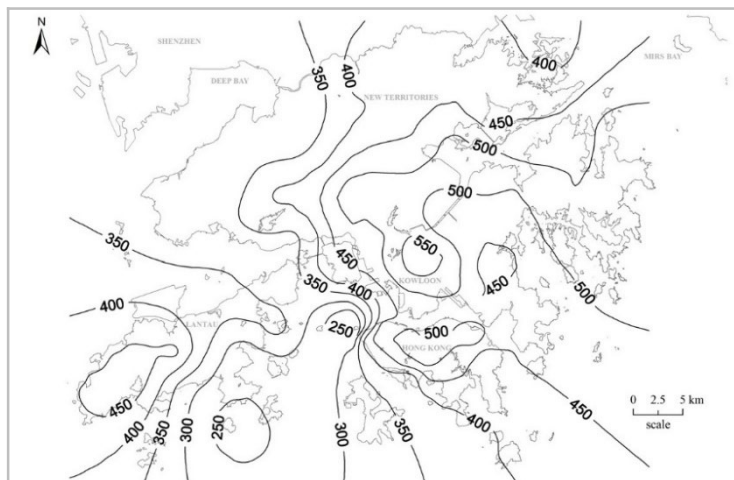 N
SHENZHEN
DEEP BAY
MIRS BAY
NEW TERRITORIES
350
400
400
450
500
500
550
450
350
450
500
KOWLOON
350
400
400
LANTAU
250
500
HONG KONG
0 2.5 5 km
scale
450
400
350
300
250
300
350
400
450